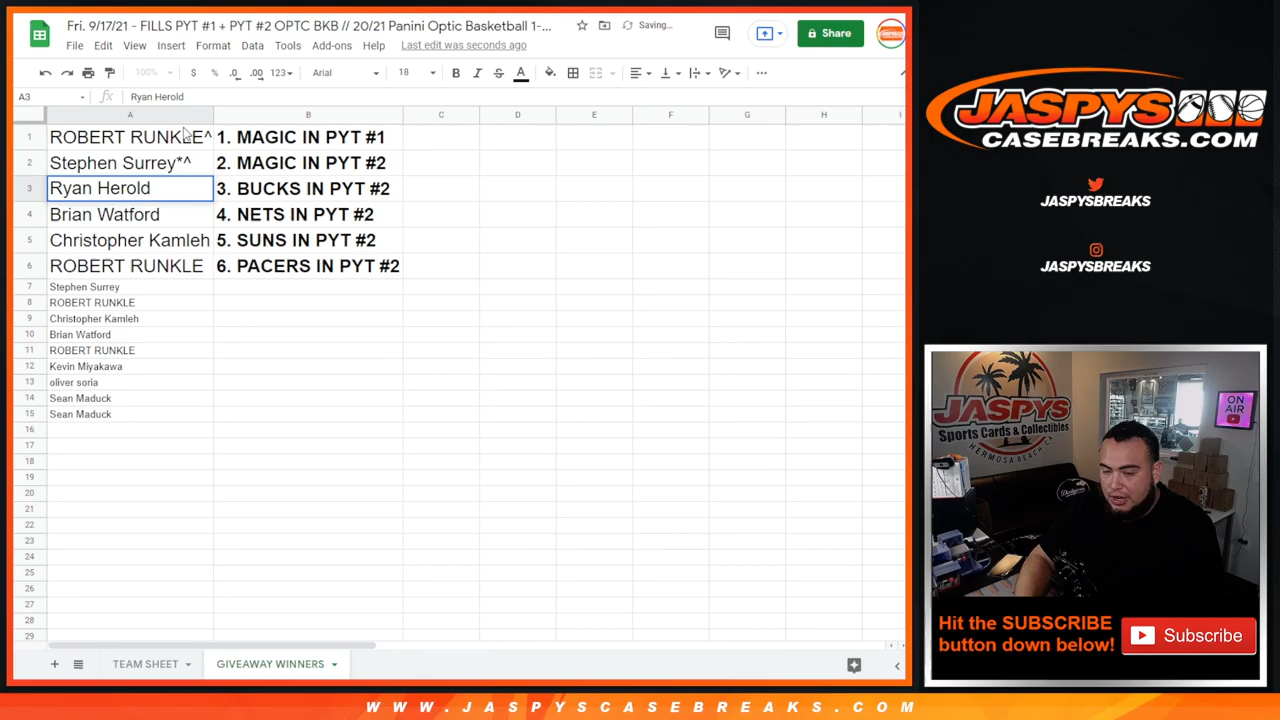 Fri. 9/17/21 - FILLS PYT #1 + PYT #2 OPTC BKB // 20/21 Panini Optic Basketball 1-...
Saving...
File Edit View Insert Format Data Tools Add-ons Help Last edit was seconds ago
Share
100% $ % .0 .00 123 Arial 18 B I S A
A3 fx Ryan Herold
A B C D E F G H I
1 ROBERT RUNKLE^ 1. MAGIC IN PYT #1
2 Stephen Surrey*^ 2. MAGIC IN PYT #2
3 Ryan Herold 3. BUCKS IN PYT #2
4 Brian Watford 4. NETS IN PYT #2
5 Christopher Kamleh 5. SUNS IN PYT #2
6 ROBERT RUNKLE 6. PACERS IN PYT #2
7 Stephen Surrey
8 ROBERT RUNKLE
9 Christopher Kamleh
10 Brian Watford
11 ROBERT RUNKLE
12 Kevin Miyakawa
13 oliver soria
14 Sean Maduck
15 Sean Maduck
16
17
18
19
20
21
22
23
24
25
26
27
28
29
TEAM SHEET GIVEAWAY WINNERS
JASPYS
CASEBREAKS.COM
JASPYSBREAKS
JASPYSBREAKS
JASPYS
Sports Cards & Collectibles
HERMOSA BEACH CA
ON
AIR
Dodgers
Hit the SUBSCRIBE
button down below!
Subscribe
WWW.JASPYSCASEBREAKS.COM